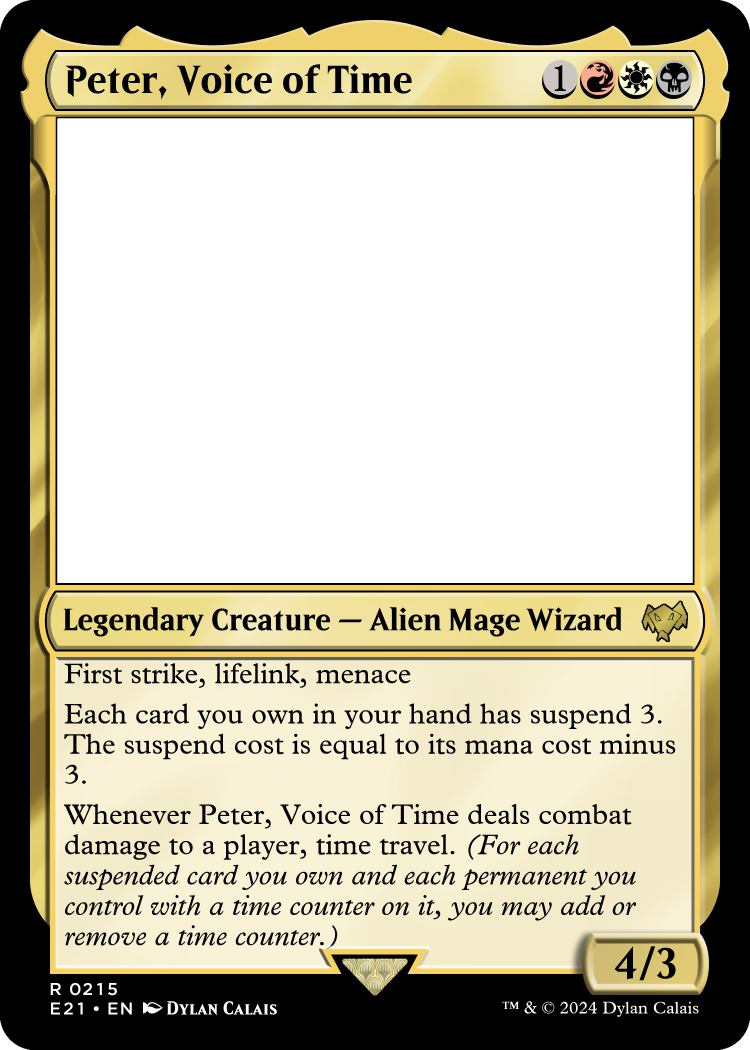 Peter, Voice of Time 1
Legendary Creature — Alien Mage Wizard
First strike, lifelink, menace
Each card you own in your hand has suspend 3.
The suspend cost is equal to its mana cost minus
3.
Whenever Peter, Voice of Time deals combat
damage to a player, time travel. (For each
suspended card you own and each permanent you
control with a time counter on it, you may add or
remove a time counter.)
4/3
R 0215
E21 • EN Dylan Calais
™ & © 2024 Dylan Calais